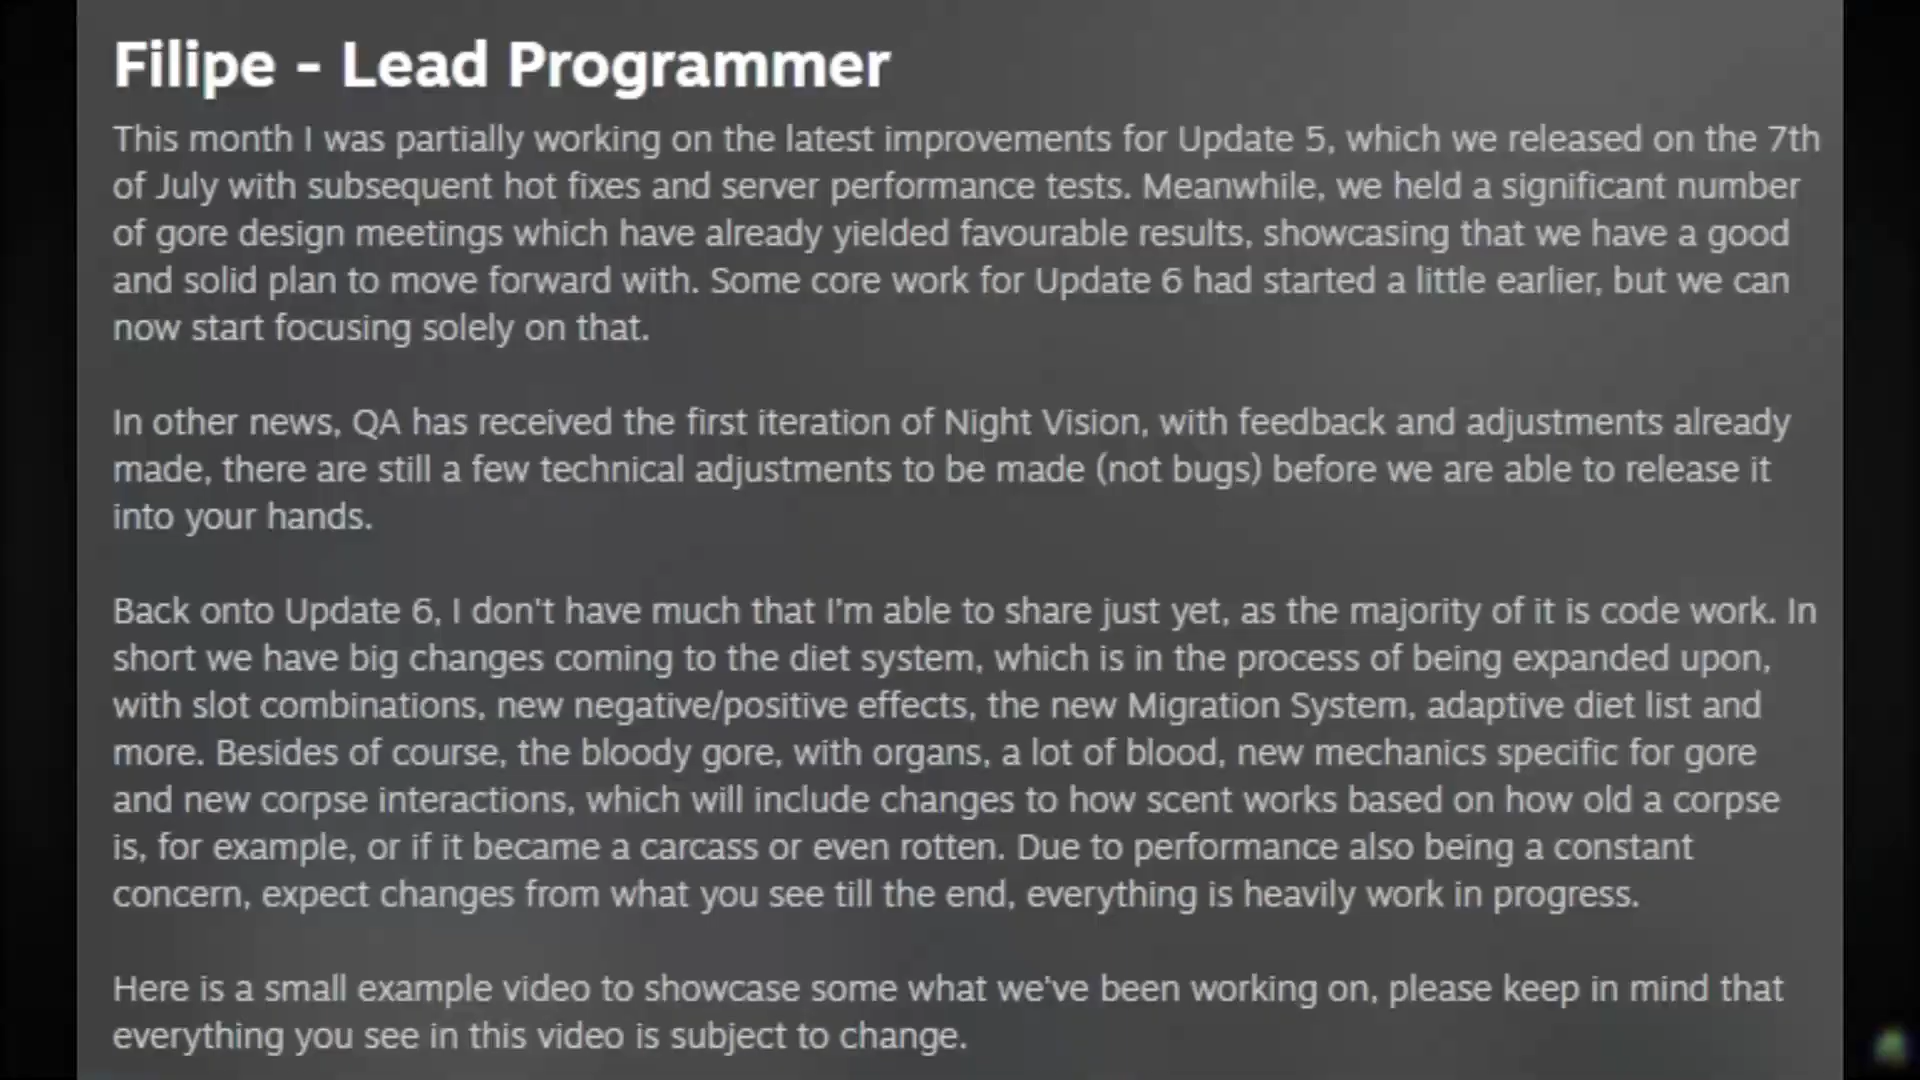 Filipe - Lead Programmer
This month I was partially working on the latest improvements for Update 5, which we released on the 7th
of July with subsequent hot fixes and server performance tests. Meanwhile, we held a significant number
of gore design meetings which have already yielded favourable results, showcasing that we have a good
and solid plan to move forward with. Some core work for Update 6 had started a little earlier, but we can
now start focusing solely on that.
In other news, QA has received the first iteration of Night Vision, with feedback and adjustments already
made, there are still a few technical adjustments to be made (not bugs) before we are able to release it
into your hands.
Back onto Update 6, I don't have much that I'm able to share just yet, as the majority of it is code work. In
short we have big changes coming to the diet system, which is in the process of being expanded upon,
with slot combinations, new negative/positive effects, the new Migration System, adaptive diet list and
more. Besides of course, the bloody gore, with organs, a lot of blood, new mechanics specific for gore
and new corpse interactions, which will include changes to how scent works based on how old a corpse
is, for example, or if it became a carcass or even rotten. Due to performance also being a constant
concern, expect changes from what you see till the end, everything is heavily work in progress.
Here is a small example video to showcase some what we've been working on, please keep in mind that
everything you see in this video is subject to change.